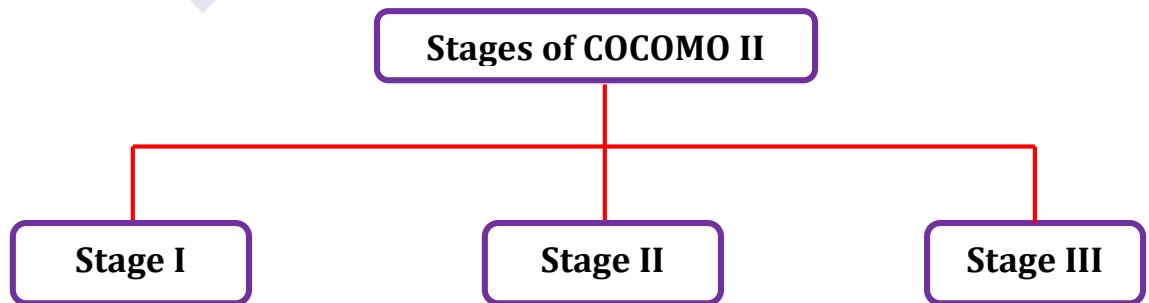 Stages of COCOMO II
Stage I
Stage II
Stage III